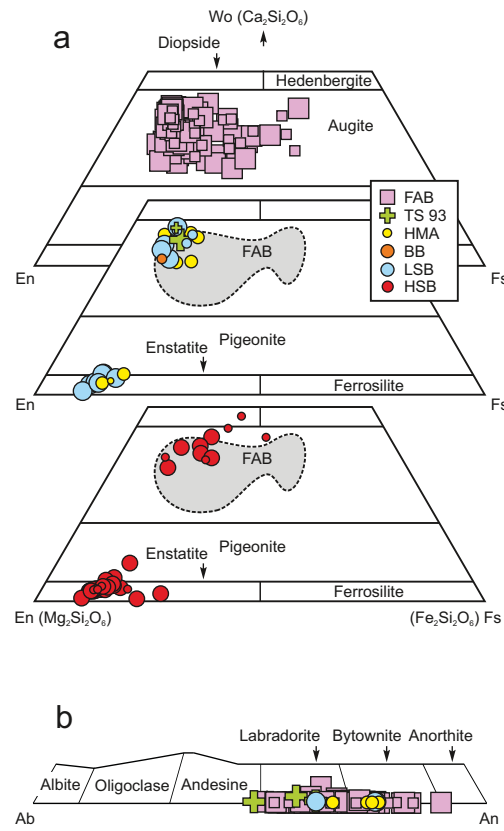 Wo (Ca₂Si₂O₆)
a
Diopside
Hedenbergite
Augite
FAB
TS 93
HMA
BB
LSB
HSB
En
Fs
FAB
Pigeonite
Enstatite
Ferrosilite
En
Fs
FAB
Pigeonite
Enstatite
Ferrosilite
En (Mg₂Si₂O₆)
(Fe₂Si₂O₆) Fs
b
Labradorite
Bytownite
Anorthite
Albite
Oligoclase
Andesine
Ab
An